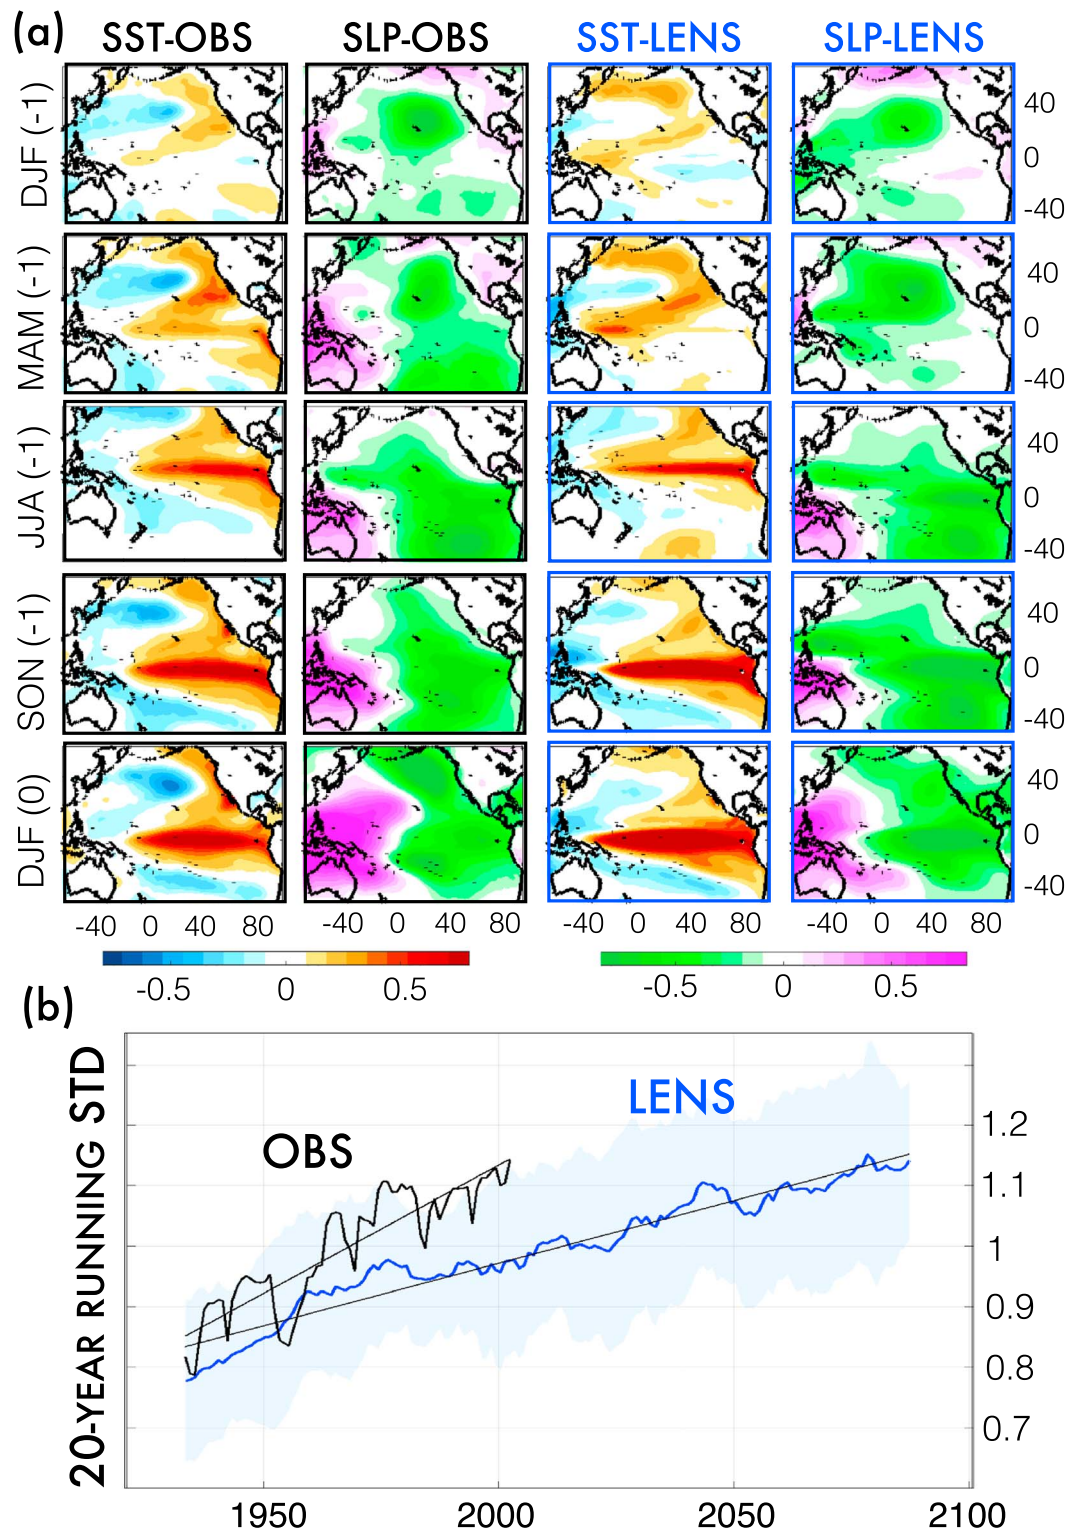 (a)
SST-OBS SLP-OBS SST-LENS SLP-LENS
DJF (-1)
40
0
-40
MAM (-1)
40
0
-40
JJA (-1)
40
0
-40
SON (-1)
40
0
-40
DJF (0)
40
0
-40
-40 0 40 80 -40 0 40 80 -40 0 40 80 -40 0 40 80
-0.5 0 0.5 -0.5 0 0.5
(b)
20-YEAR RUNNING STD
LENS
OBS
1.2
1.1
1
0.9
0.8
0.7
1950 2000 2050 2100